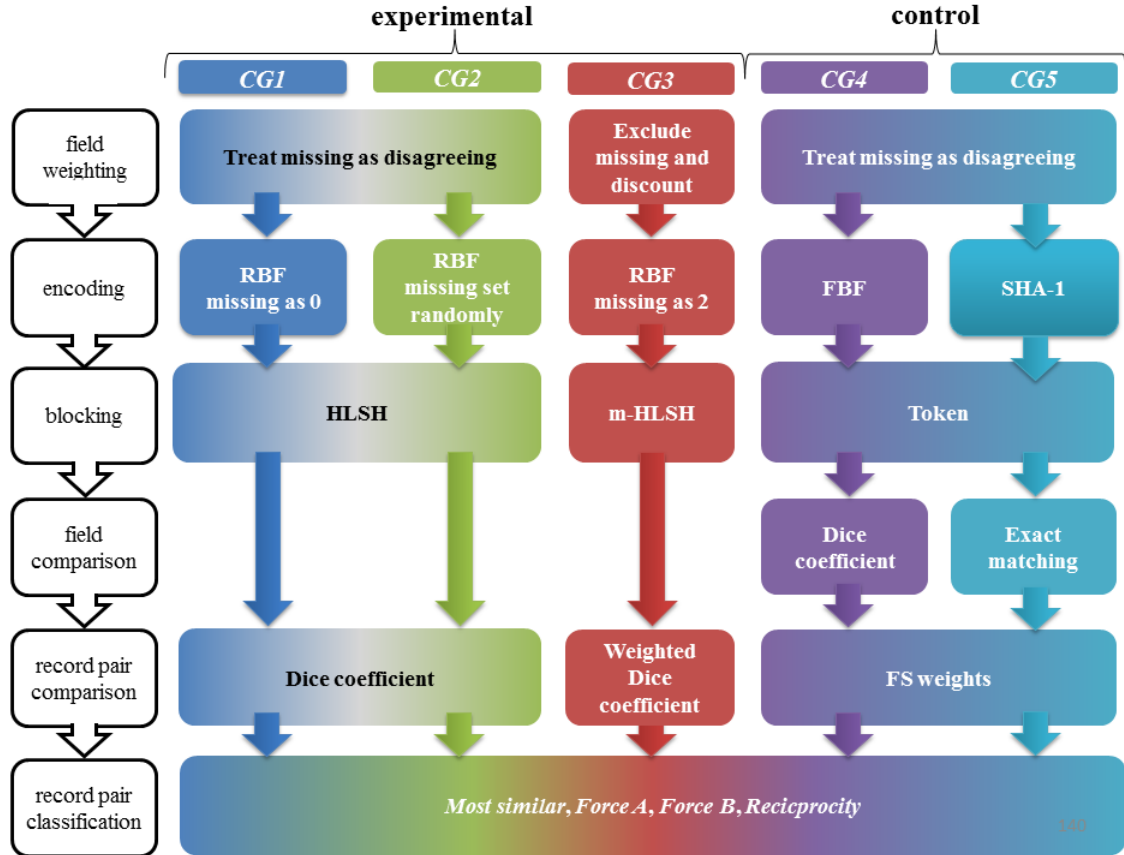 experimental
control
CG1
CG2
CG3
CG4
CG5
field
weighting
Treat missing as disagreeing
Exclude
missing and
discount
Treat missing as disagreeing
encoding
RBF
missing as 0
RBF
missing set
randomly
RBF
missing as 2
FBF
SHA-1
blocking
HLSH
m-HLSH
Token
field
comparison
Dice
coefficient
Exact
matching
record pair
comparison
Dice coefficient
Weighted
Dice
coefficient
FS weights
record pair
classification
Most similar, Force A, Force B, Recicprocity
140